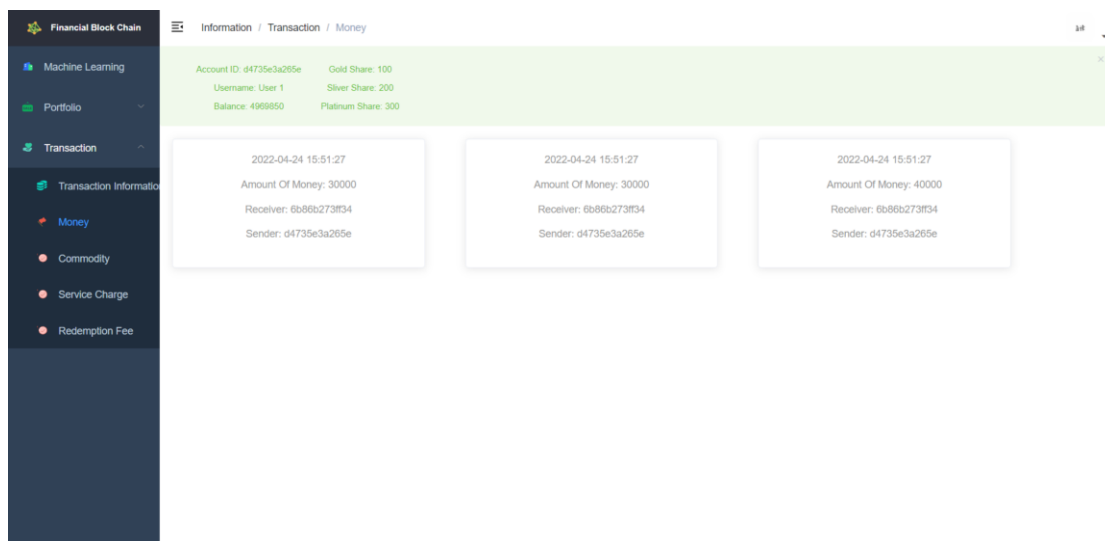 Financial Block Chain
Information / Transaction / Money
Machine Learning
Portfolio
Transaction
Transaction Informatio
Money
Commodity
Service Charge
Redemption Fee
Account ID: d4735e3a265e Gold Share: 100
Username: User 1 Sliver Share: 200
Balance: 4969850 Platinum Share: 300
2022-04-24 15:51:27
Amount Of Money: 30000
Receiver: 6b86b273ff34
Sender: d4735e3a265e
2022-04-24 15:51:27
Amount Of Money: 30000
Receiver: 6b86b273ff34
Sender: d4735e3a265e
2022-04-24 15:51:27
Amount Of Money: 40000
Receiver: 6b86b273ff34
Sender: d4735e3a265e